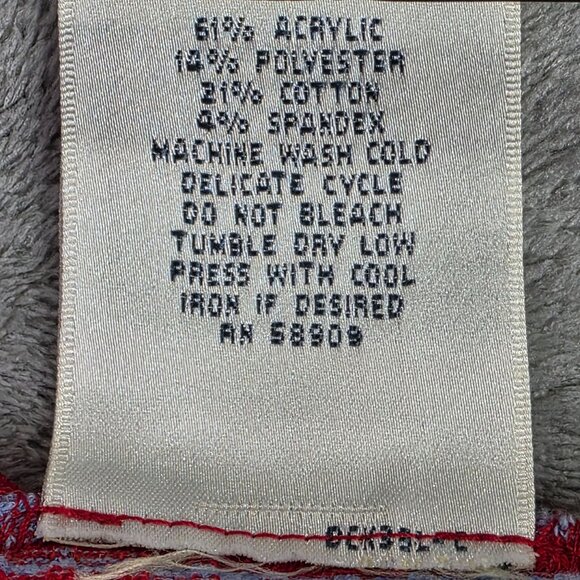 61% ACRYLIC
14% POLYESTER
21% COTTON
4% SPANDEX
MACHINE WASH COLD
DELICATE CYCLE
DO NOT BLEACH
TUMBLE DRY LOW
PRESS WITH COOL
IRON IF DESIRED
RN 58909